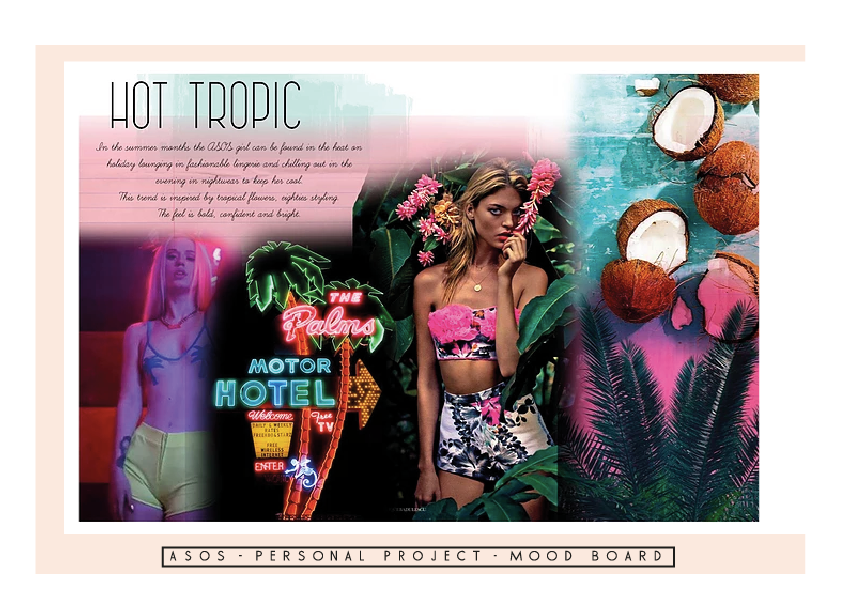 HOT TROPIC
In the summer months the ASOS girl can be found in the heat on
holiday lounging in fashionable lingerie and chilling out in the
evening in nightwear to keep her cool.
This trend is inspired by tropical flowers, eighties styling.
The feel is bold, confident and bright.
THE
Palms
MOTOR
HOTEL
Welcome
Free
TV
DAILY & WEEKLY
RATES
FREE
WIRELESS
INTERNET
ENTER
ASOS - PERSONAL PROJECT - MOOD BOARD